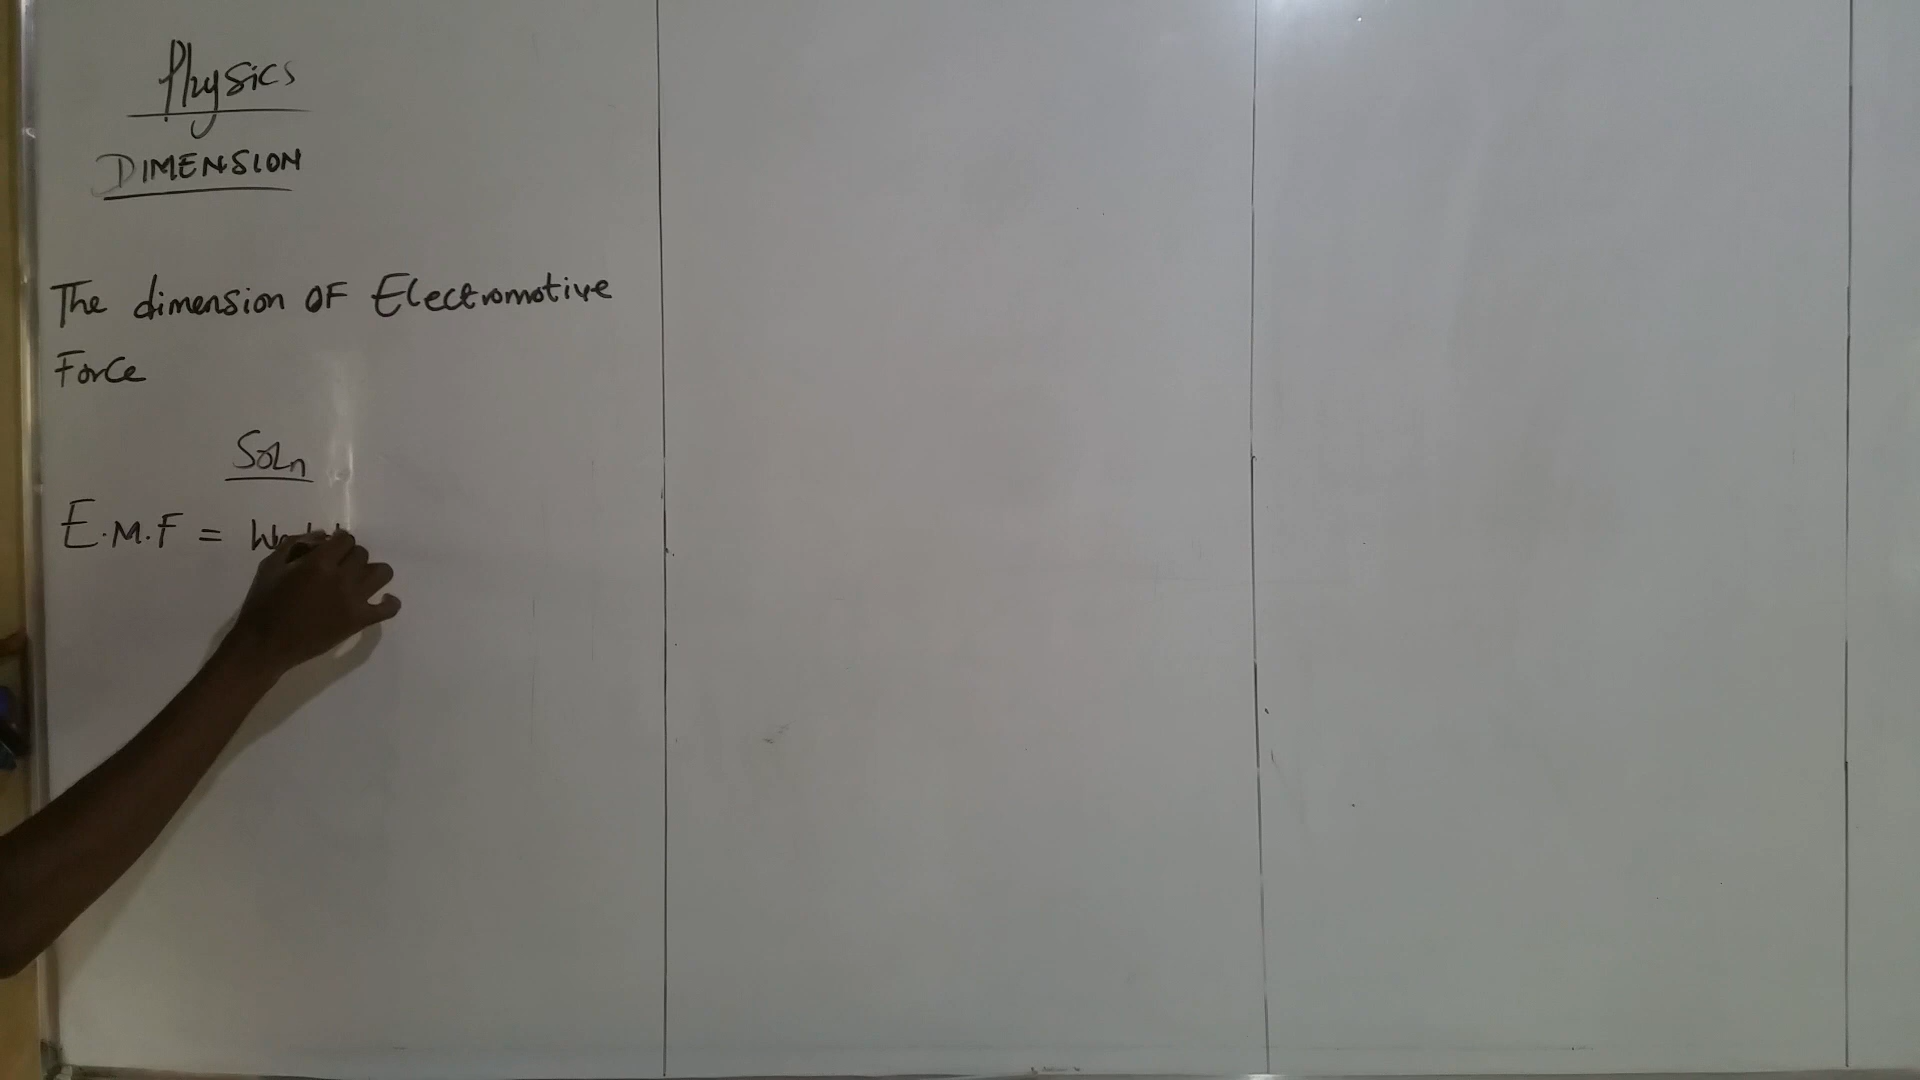 Physics
DIMENSION
The dimension OF Electromotive
Force
Soln
E.M.F =